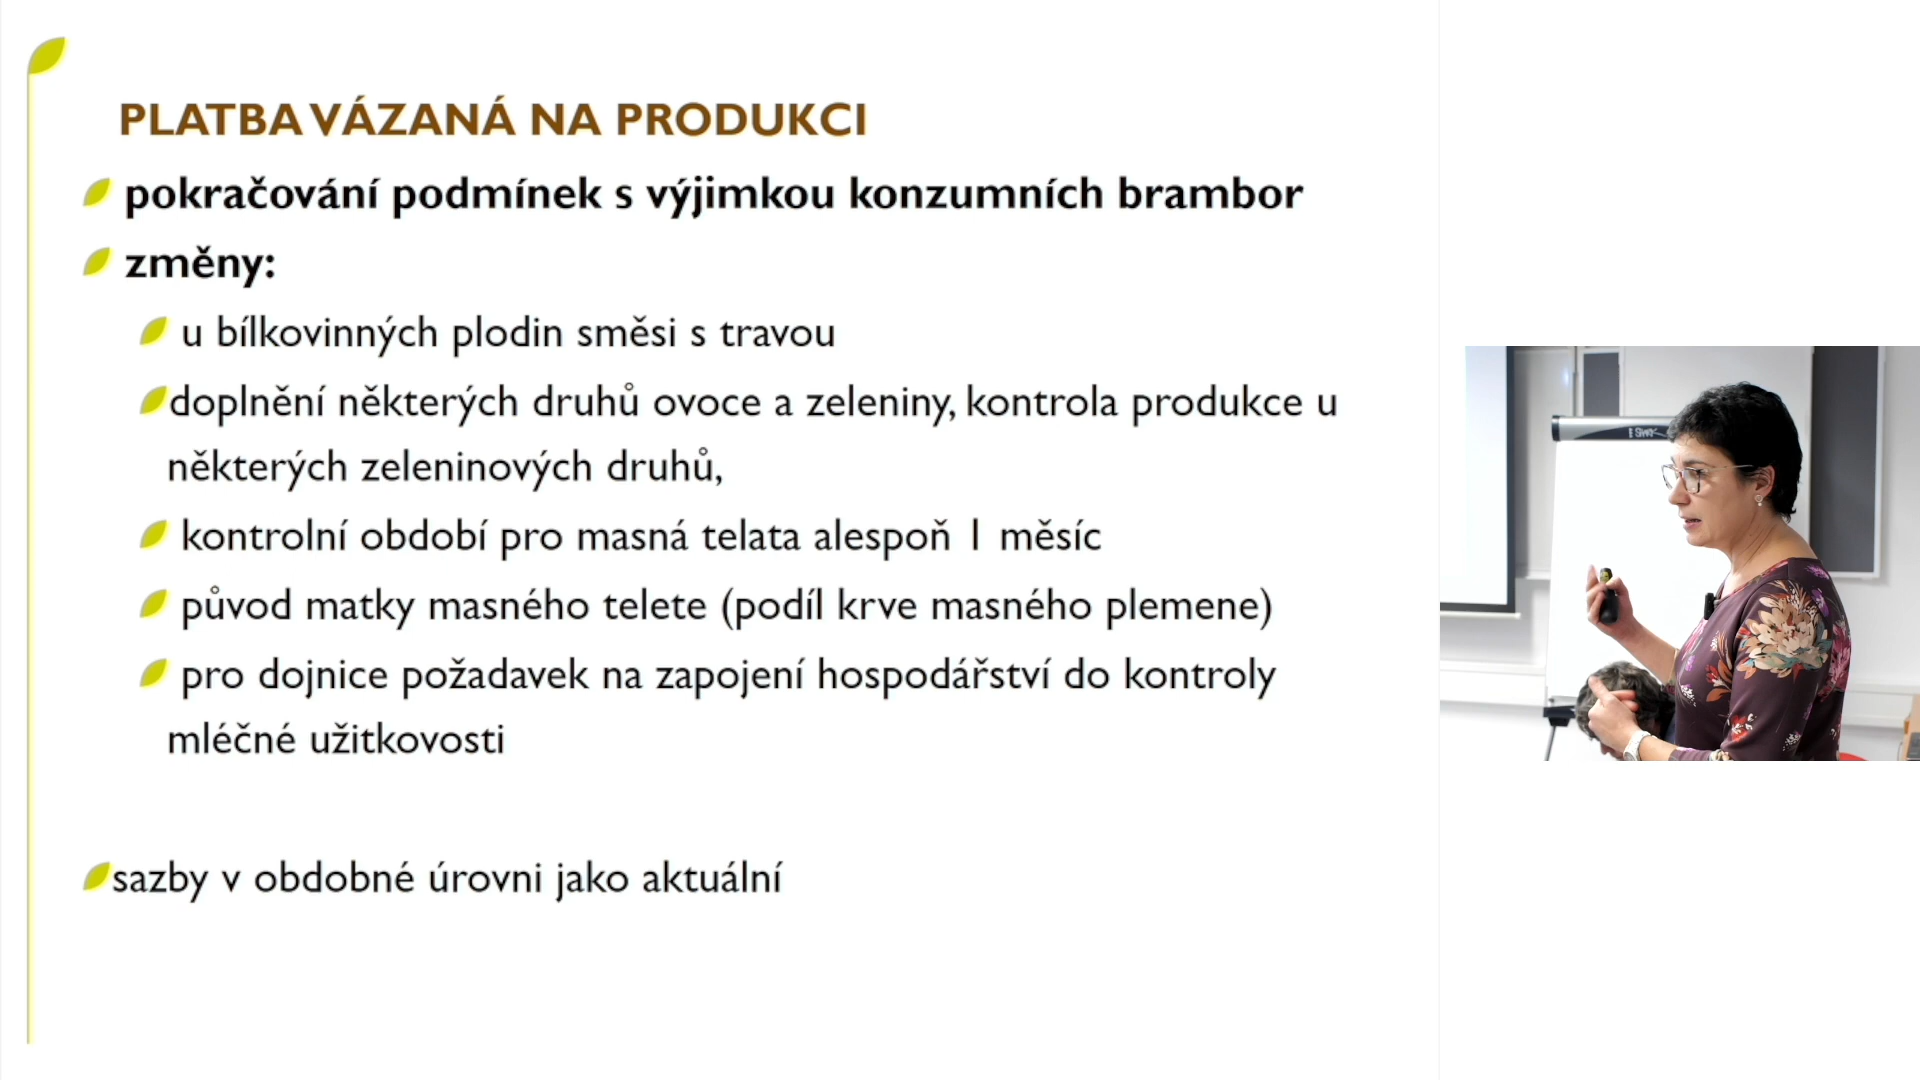 PLATBA VÁZANÁ NA PRODUKCI
pokračování podmínek s výjimkou konzumních brambor
změny:
u bílkovinných plodin směsi s travou
doplnění některých druhů ovoce a zeleniny, kontrola produkce u
některých zeleninových druhů,
kontrolní období pro masná telata alespoň 1 měsíc
původ matky masného telete (podíl krve masného plemene)
pro dojnice požadavek na zapojení hospodářství do kontroly
mléčné užitkovosti
sazby v obdobné úrovni jako aktuální